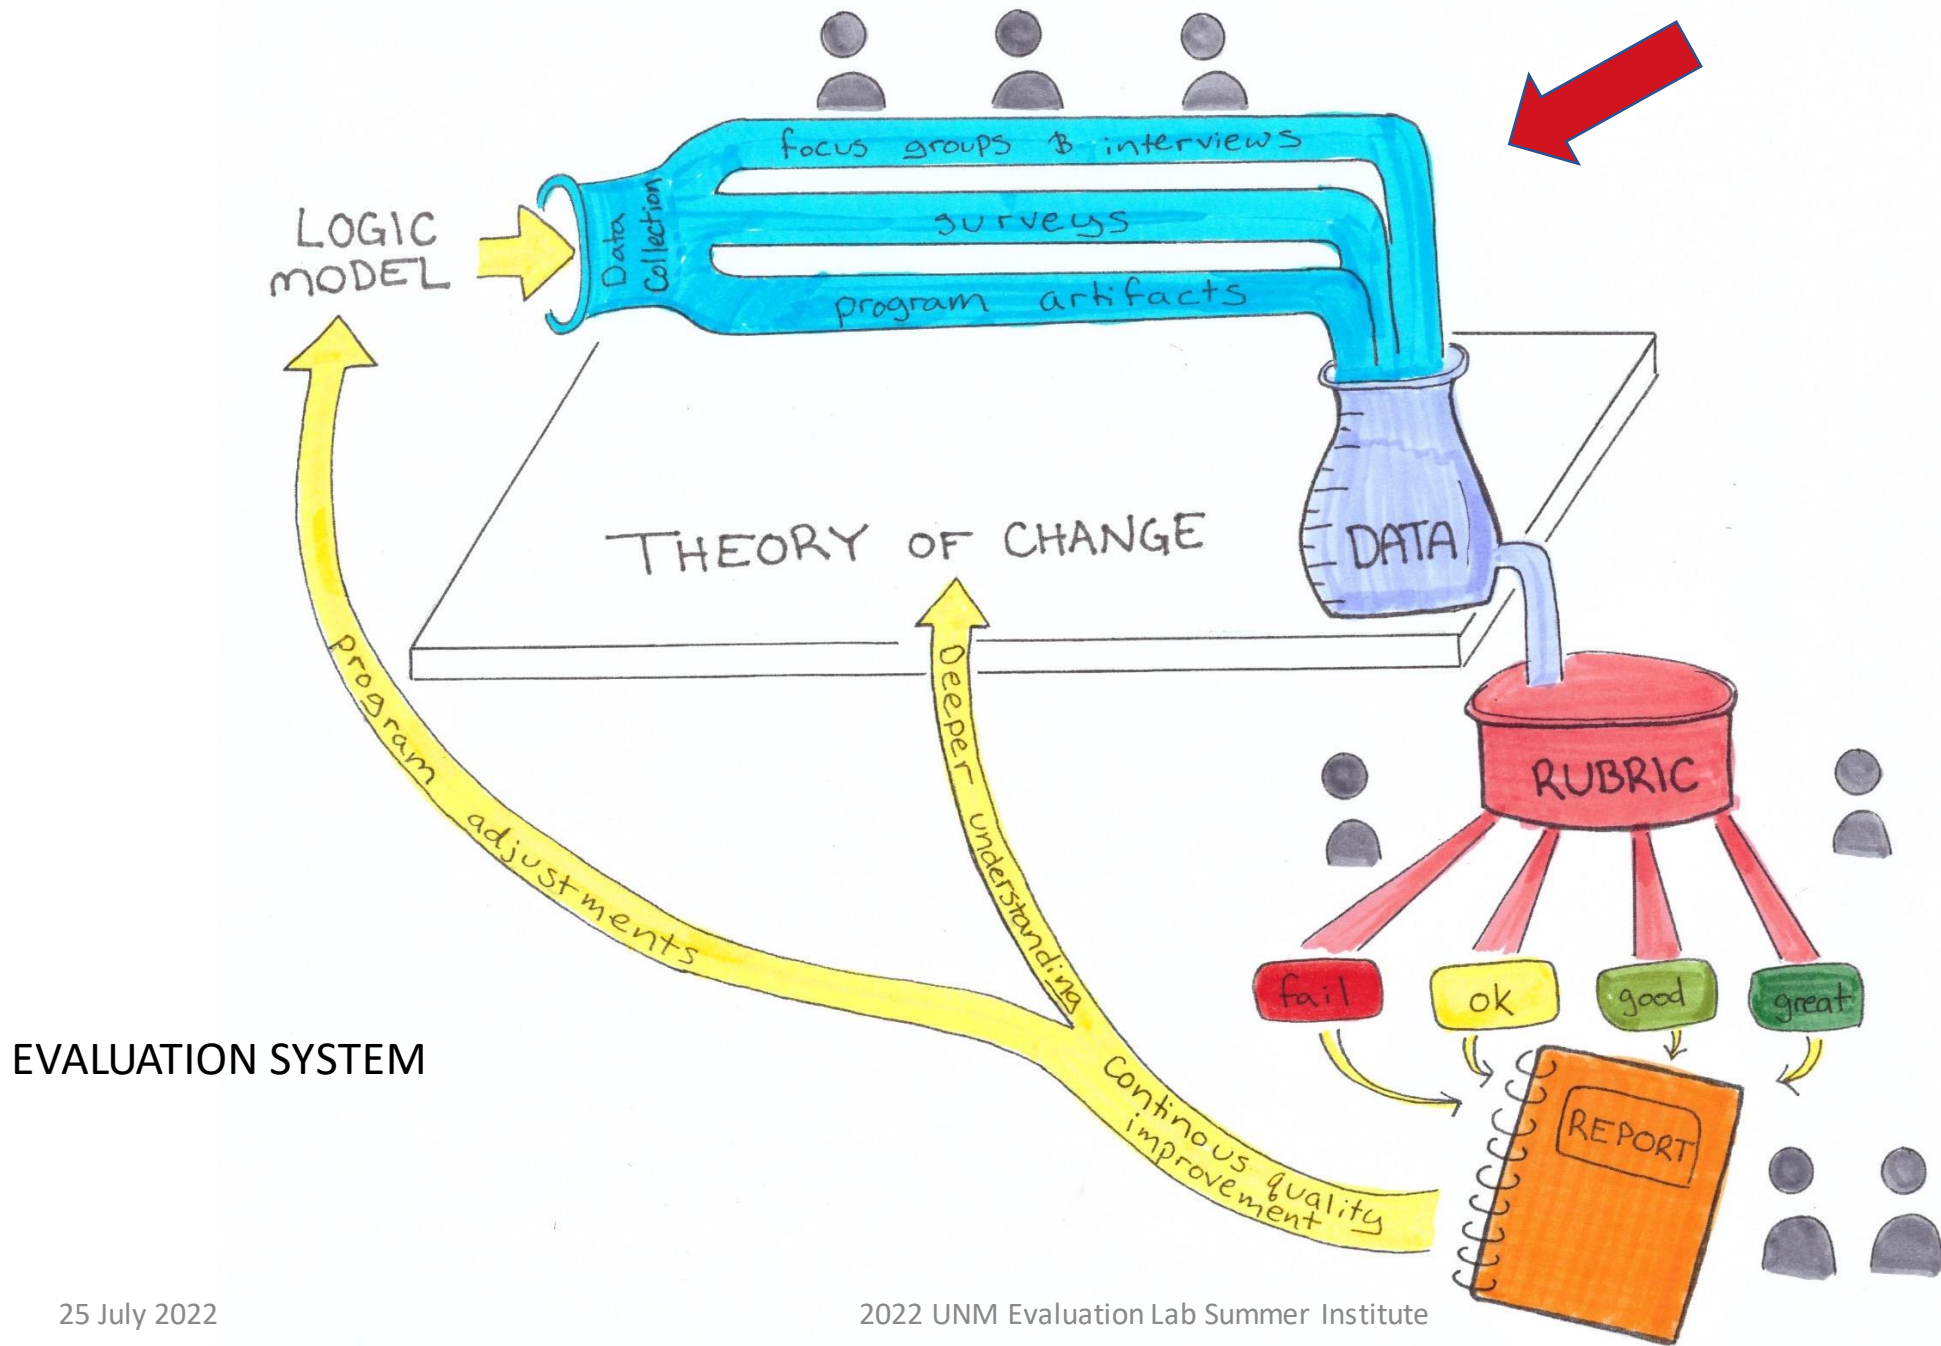 focus groups & interviews
surveys
program artifacts
Data
Collection
LOGIC
MODEL
THEORY OF CHANGE
DATA
RUBRIC
fail
ok
good
great
REPORT
Continous quality
improvement
Deeper understanding
program adjustments
EVALUATION SYSTEM
25 July 2022
2022 UNM Evaluation Lab Summer Institute